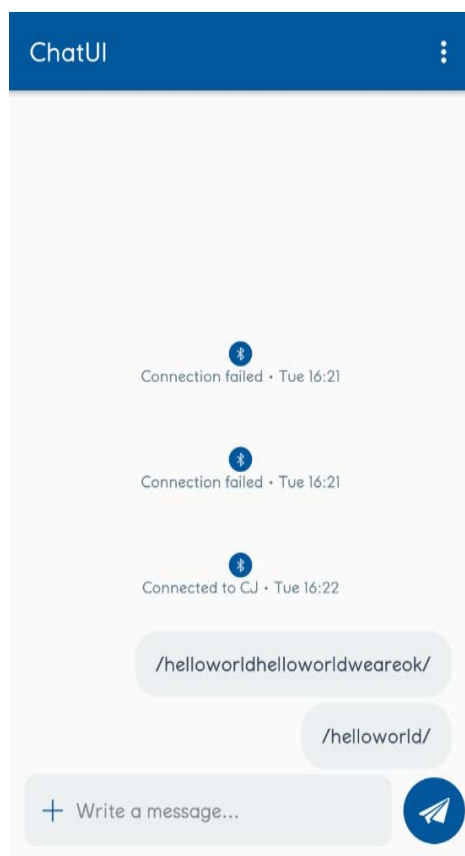 ChatUI
Connection failed • Tue 16:21
Connection failed • Tue 16:21
Connected to CJ • Tue 16:22
/helloworldhelloworldweareok/
/helloworld/
Write a message...